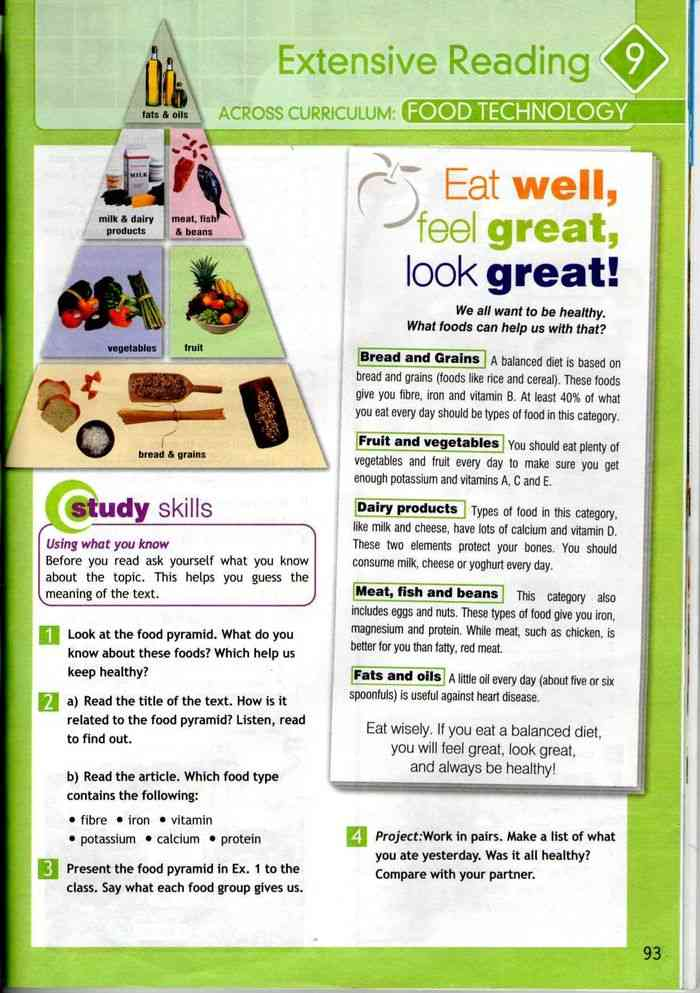 Extensive Reading 9
ACROSS CURRICULUM: FOOD TECHNOLOGY
fats & oils
MILK
milk & dairy
products
meat, fish
& beans
vegetables
fruit
bread & grains
study skills
Using what you know
Before you read ask yourself what you know
about the topic. This helps you guess the
meaning of the text.
1 Look at the food pyramid. What do you
know about these foods? Which help us
keep healthy?
2 a) Read the title of the text. How is it
related to the food pyramid? Listen, read
to find out.
b) Read the article. Which food type
contains the following:
• fibre • iron • vitamin
• potassium • calcium • protein
3 Present the food pyramid in Ex. 1 to the
class. Say what each food group gives us.
Eat well,
feel great,
look great!
We all want to be healthy.
What foods can help us with that?
Bread and Grains A balanced diet is based on
bread and grains (foods like rice and cereal). These foods
give you fibre, iron and vitamin B. At least 40% of what
you eat every day should be types of food in this category.
Fruit and vegetables You should eat plenty of
vegetables and fruit every day to make sure you get
enough potassium and vitamins A, C and E.
Dairy products Types of food in this category,
like milk and cheese, have lots of calcium and vitamin D.
These two elements protect your bones. You should
consume milk, cheese or yoghurt every day.
Meat, fish and beans This category also
includes eggs and nuts. These types of food give you iron,
magnesium and protein. While meat, such as chicken, is
better for you than fatty, red meat.
Fats and oils A little oil every day (about five or six
spoonfuls) is useful against heart disease.
Eat wisely. If you eat a balanced diet,
you will feel great, look great,
and always be healthy!
4 Project:Work in pairs. Make a list of what
you ate yesterday. Was it all healthy?
Compare with your partner.
93